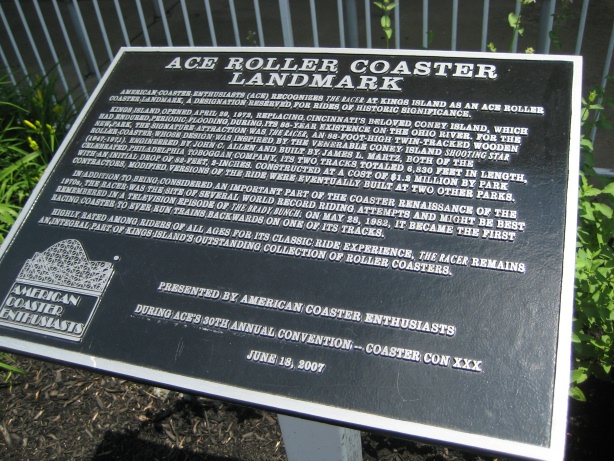 ACE ROLLER COASTER
LANDMARK
AMERICAN COASTER ENTHUSIASTS (ACE) RECOGNIZES THE RACER AT KINGS ISLAND AS AN ACE ROLLER
COASTER LANDMARK, A DESIGNATION RESERVED FOR RIDES OF HISTORIC SIGNIFICANCE.
KINGS ISLAND OPENED APRIL 29, 1972, REPLACING CINCINNATI'S BELOVED CONEY ISLAND, WHICH
HAD ENDURED PERIODIC FLOODING DURING ITS 85-YEAR EXISTENCE ON THE OHIO RIVER. FOR THE
NEW PARK, THE SIGNATURE ATTRACTION WAS THE RACER, AN 88-FOOT-HIGH TWIN-TRACKED WOODEN
ROLLER COASTER WHOSE DESIGN WAS INSPIRED BY THE VENERABLE CONEY ISLAND SHOOTING STAR
(1947-1971). ENGINEERED BY JOHN C. ALLEN AND BUILT BY JAMES L. MARTZ, BOTH OF THE
CELEBRATED PHILADELPHIA TOBOGGAN COMPANY, ITS TWO TRACKS TOTALED 6,830 FEET IN LENGTH,
WITH AN INITIAL DROP OF 82-FEET, 2-INCHES. CONSTRUCTED AT A COST OF $1.2 MILLION BY PARK
CONTRACTORS, MODIFIED VERSIONS OF THE RIDE WERE EVENTUALLY BUILT AT TWO OTHER PARKS.
IN ADDITION TO BEING CONSIDERED AN IMPORTANT PART OF THE COASTER RENAISSANCE OF THE
1970s, THE RACER WAS THE SITE OF SEVERAL WORLD RECORD RIDING ATTEMPTS AND MIGHT BE BEST
REMEMBERED IN A TELEVISION EPISODE OF THE BRADY BUNCH. ON MAY 28, 1982, IT BECAME THE FIRST
RACING COASTER TO EVER RUN TRAINS BACKWARDS ON ONE OF ITS TRACKS.
HIGHLY RATED AMONG RIDERS OF ALL AGES FOR ITS CLASSIC RIDE EXPERIENCE, THE RACER REMAINS
AN INTEGRAL PART OF KINGS ISLAND'S OUTSTANDING COLLECTION OF ROLLER COASTERS.
PRESENTED BY AMERICAN COASTER ENTHUSIASTS
DURING ACE'S 30TH ANNUAL CONVENTION -- COASTER CON XXX
JUNE 18, 2007
AMERICAN
COASTER
ENTHUSIASTS